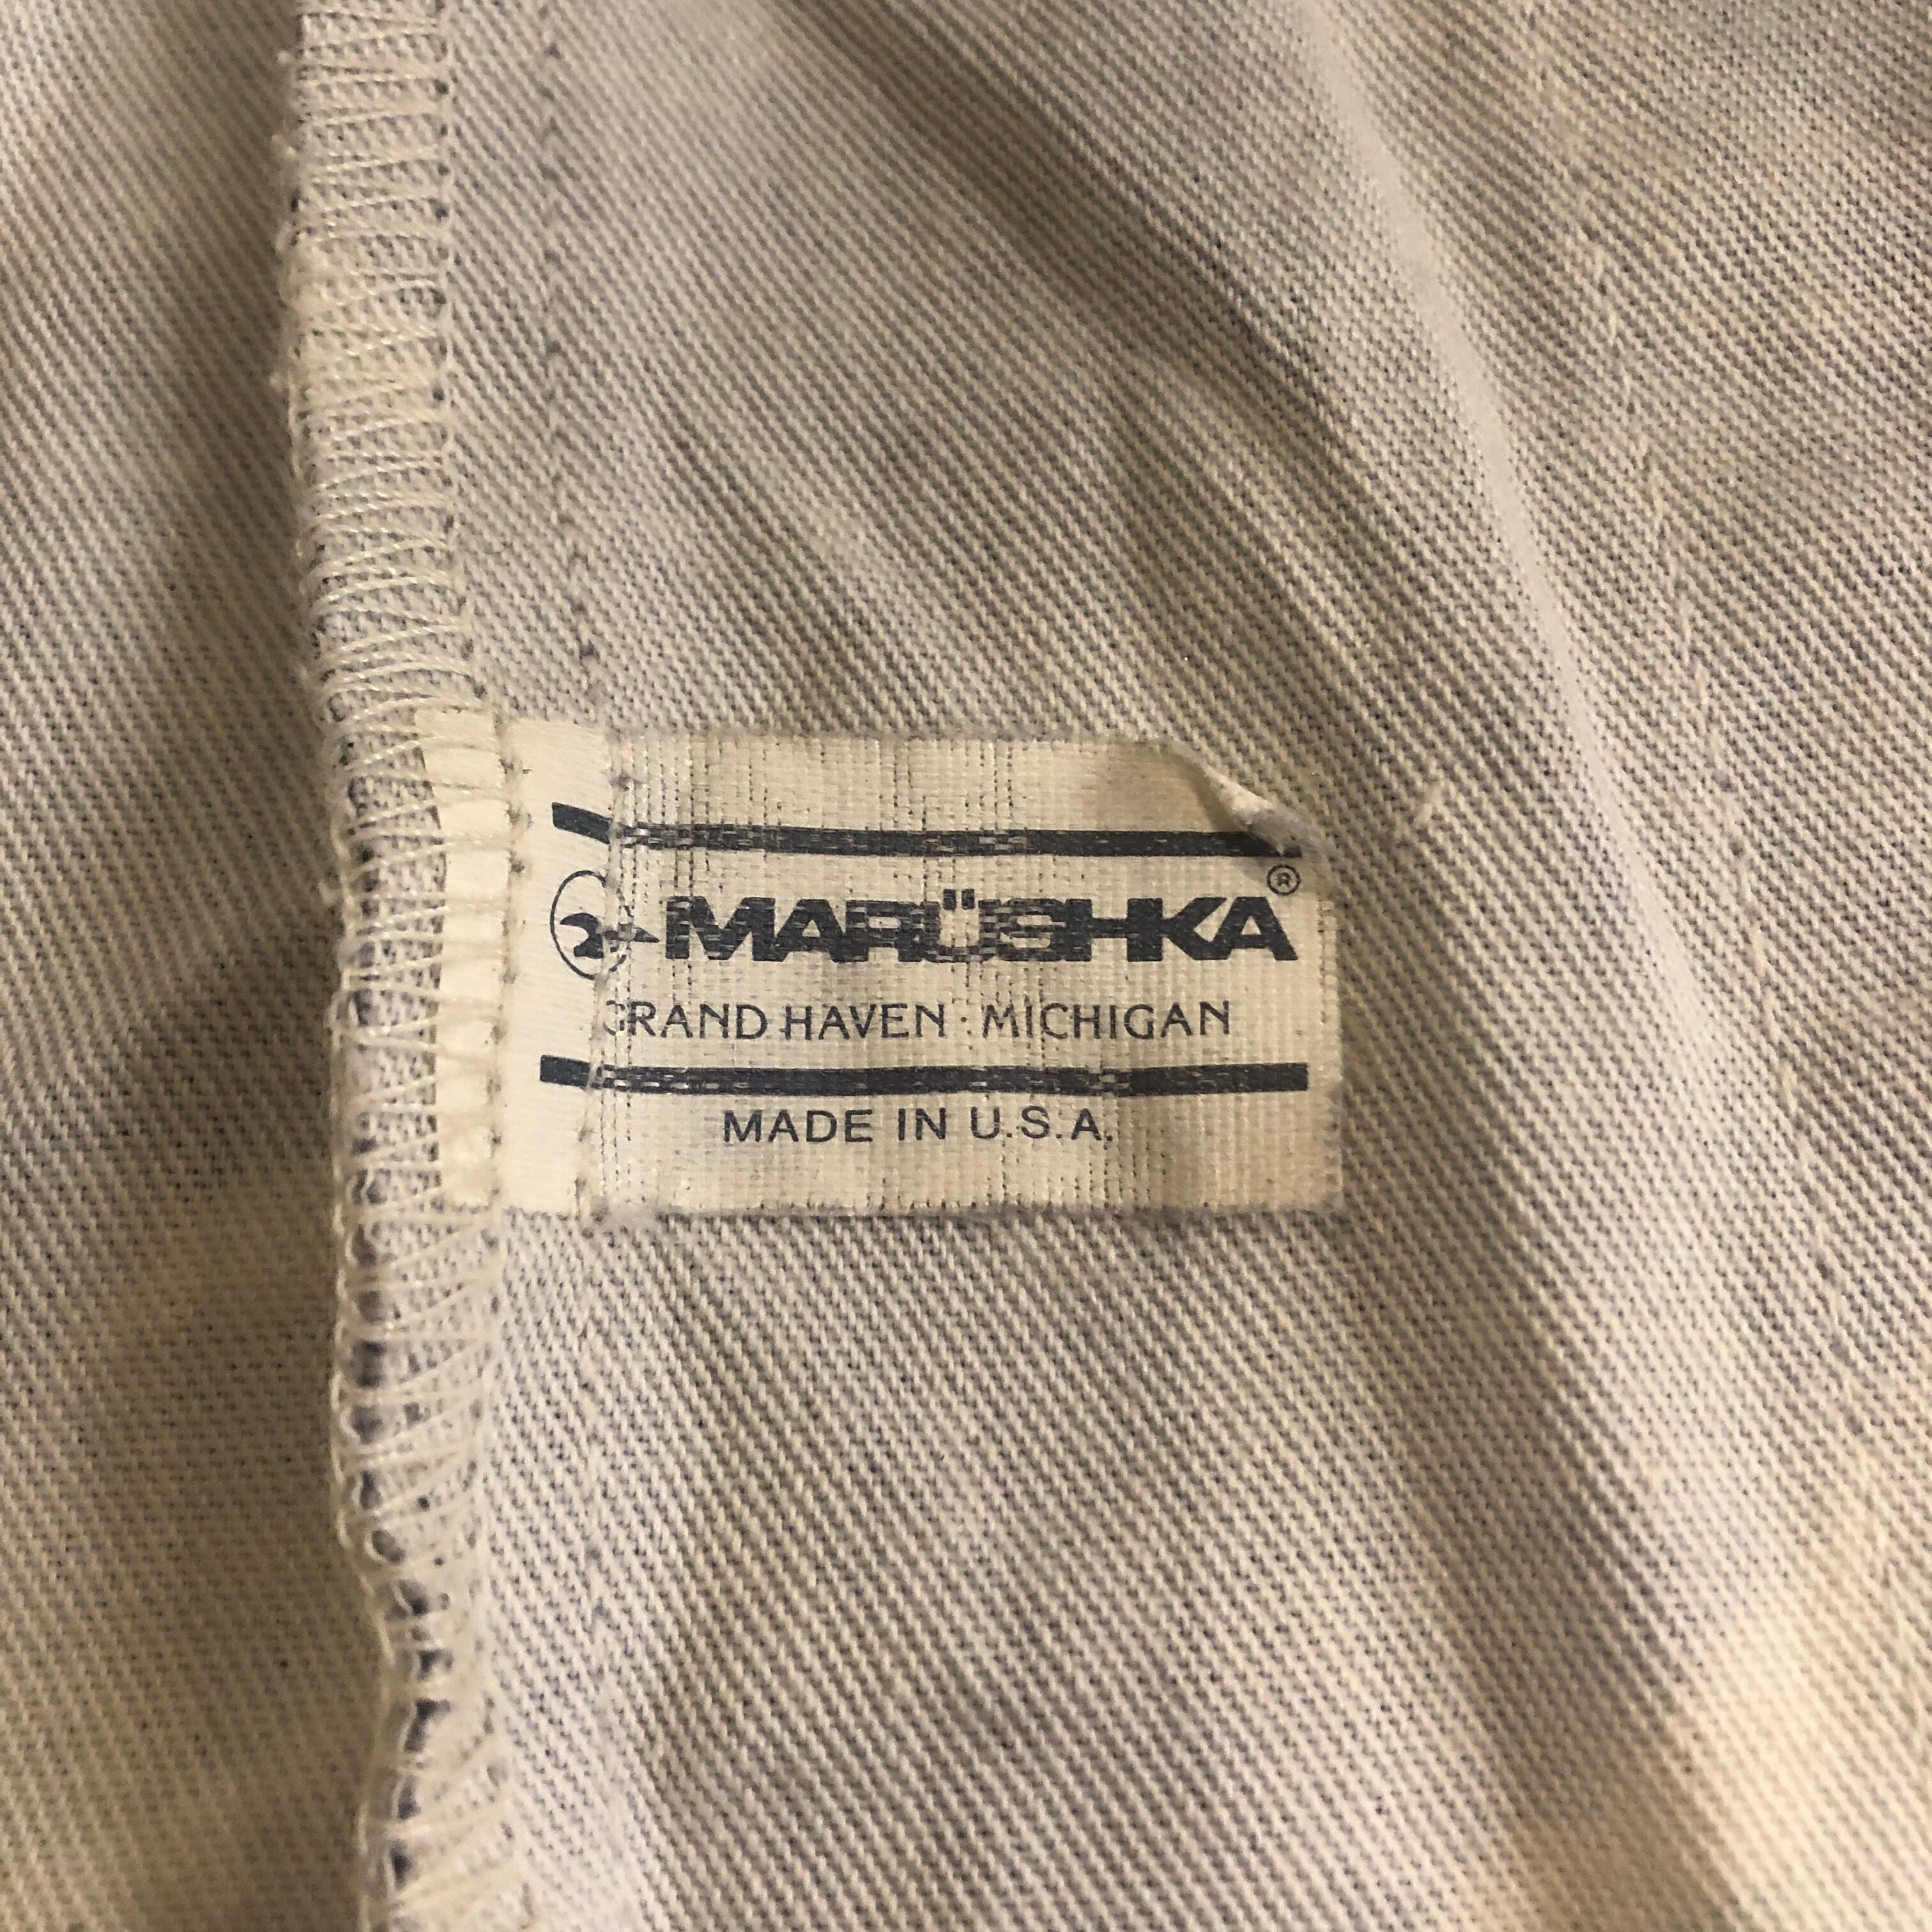 MARÜSHKA®
GRAND HAVEN · MICHIGAN
MADE IN U.S.A.